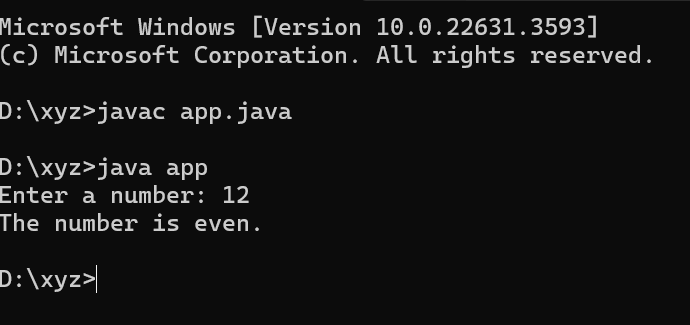 Microsoft Windows [Version 10.0.22631.3593]
(c) Microsoft Corporation. All rights reserved.
D:\xyz>javac app.java
D:\xyz>java app
Enter a number: 12
The number is even.
D:\xyz>